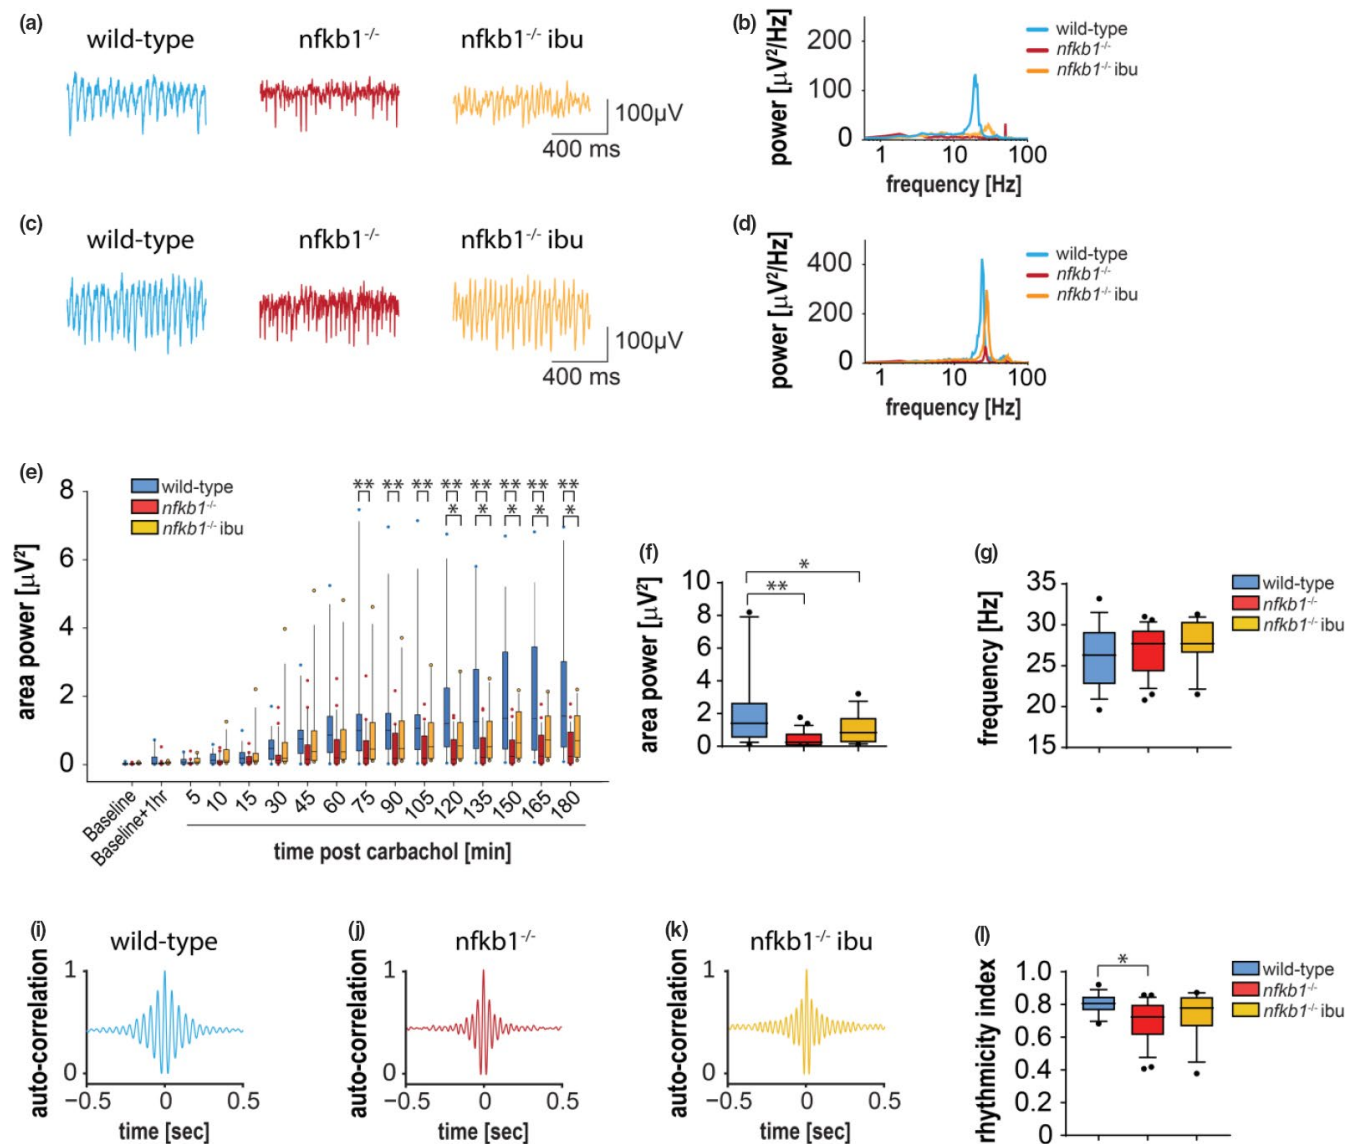 (a)
wild-type
nfkb1-/-
nfkb1-/- ibu
100μV
400 ms
(b)
power [μV2/Hz]
200
100
0
1
10
100
frequency [Hz]
wild-type
nfkb1-/-
nfkb1-/- ibu
(c)
wild-type
nfkb1-/-
nfkb1-/- ibu
100μV
400 ms
(d)
power [μV2/Hz]
400
200
0
1
10
100
frequency [Hz]
wild-type
nfkb1-/-
nfkb1-/- ibu
(e)
area power [μV2]
8
6
4
2
0
wild-type
nfkb1-/-
nfkb1-/- ibu
** ** ** ** ** ** ** **
* * * * *
Baseline
Baseline+1hr
5
10
15
30
45
60
75
90
105
120
135
150
165
180
time post carbachol [min]
(f)
area power [μV2]
10
8
6
4
2
0
*
**
(g)
frequency [Hz]
35
30
25
20
15
wild-type
nfkb1-/-
nfkb1-/- ibu
(i)
wild-type
auto-correlation
1
0
−0.5
0
0.5
time [sec]
(j)
nfkb1-/-
auto-correlation
1
0
−0.5
0
0.5
time [sec]
(k)
nfkb1-/- ibu
auto-correlation
1
0
−0.5
0
0.5
time [sec]
(l)
rhythmicity index
1.0
0.8
0.6
0.4
0.2
0
*
wild-type
nfkb1-/-
nfkb1-/- ibu